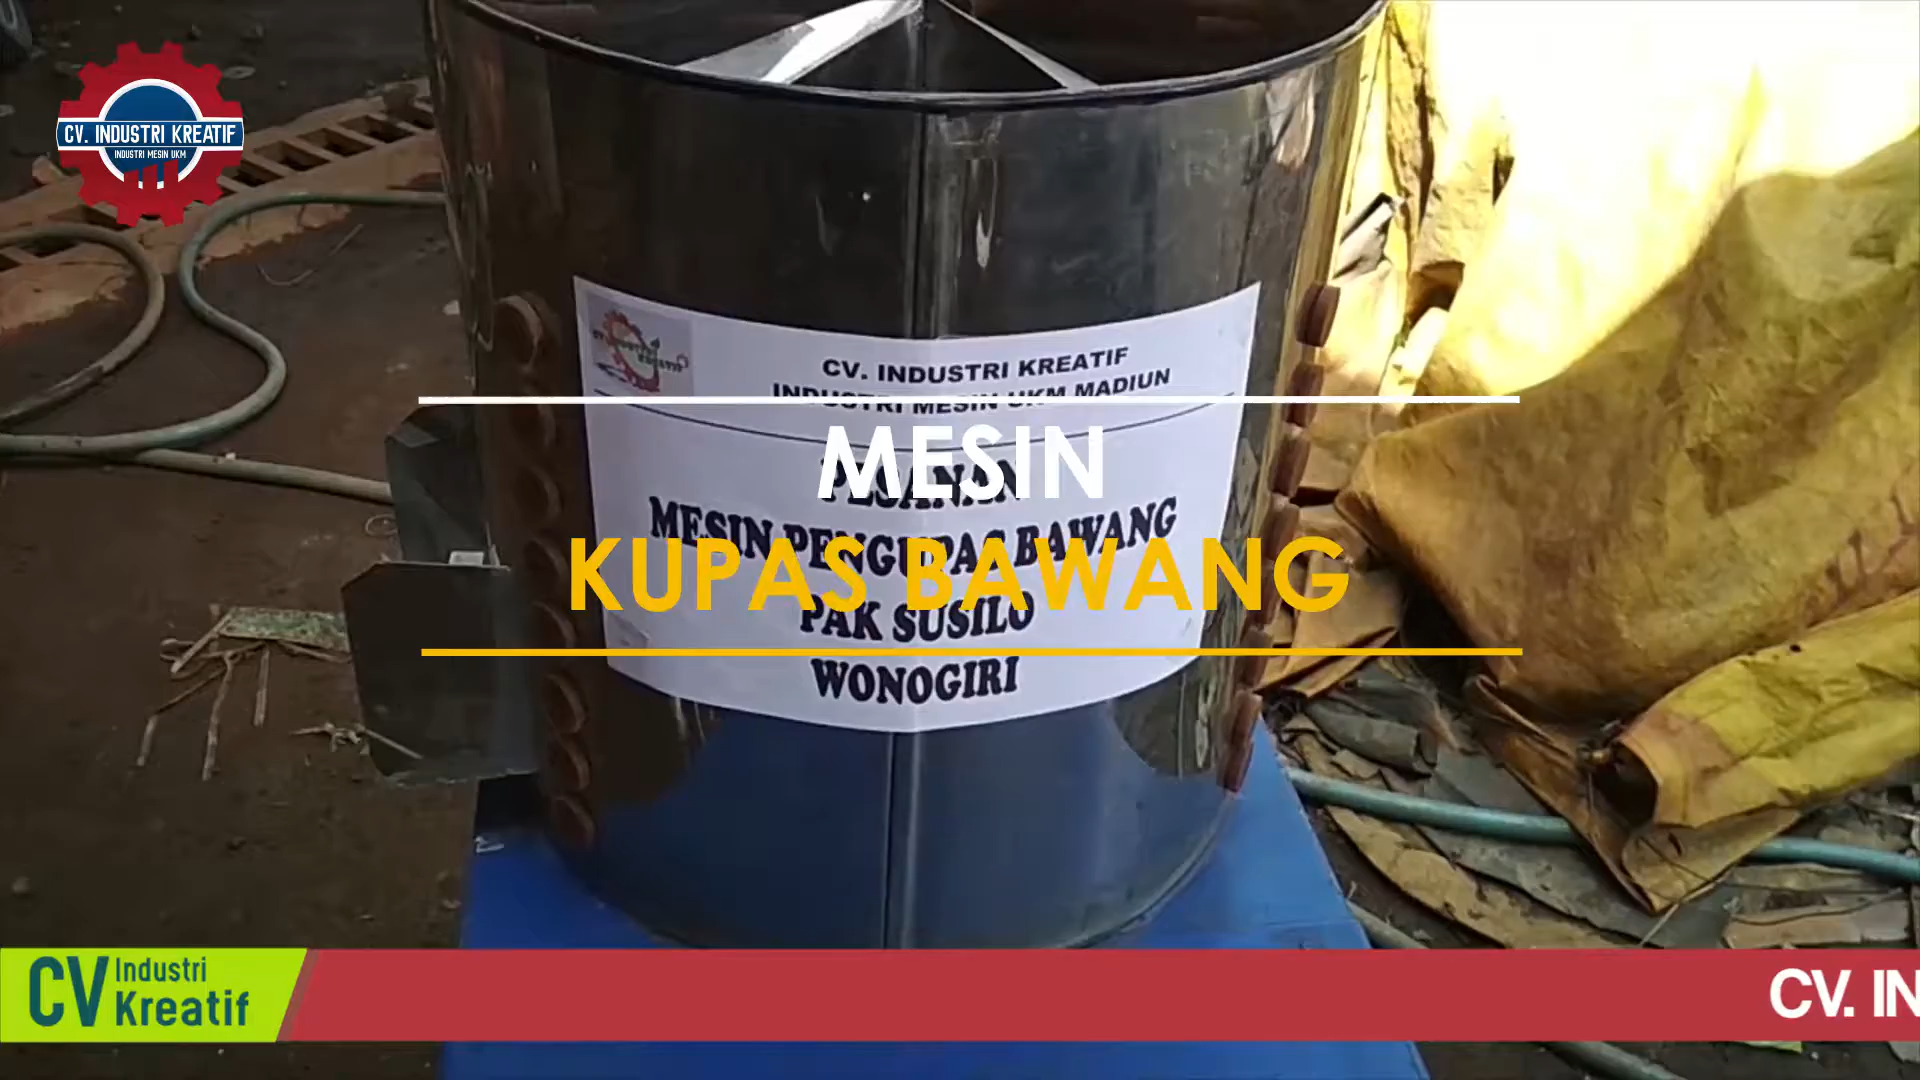 CV. INDUSTRI KREATIF
INDUSTRI MESIN UKM
CV. INDUSTRI KREATIF
INDUSTRI MESIN UKM MADIUN
MESIN
PESANAN
MESIN PENGUPAS BAWANG
KUPAS BAWANG
PAK SUSILO
WONOGIRI
CV Industri
Kreatif
CV. IN